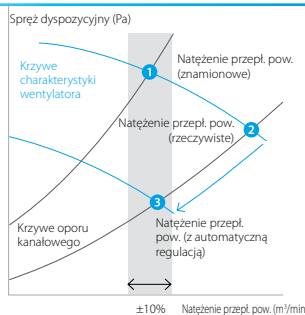 Spręż dyspozycyjny (Pa)
Krzywe
charakterystyki
wentylatora
1
Natężenie przepł. pow.
(znamionowe)
Natężenie przepł. pow.
(rzeczywiste)
2
3
Natężenie przepł.
pow. (z automatyczną
regulacją)
Krzywe oporu
kanałowego
±10%
Natężenie przepł. pow. (m³/min